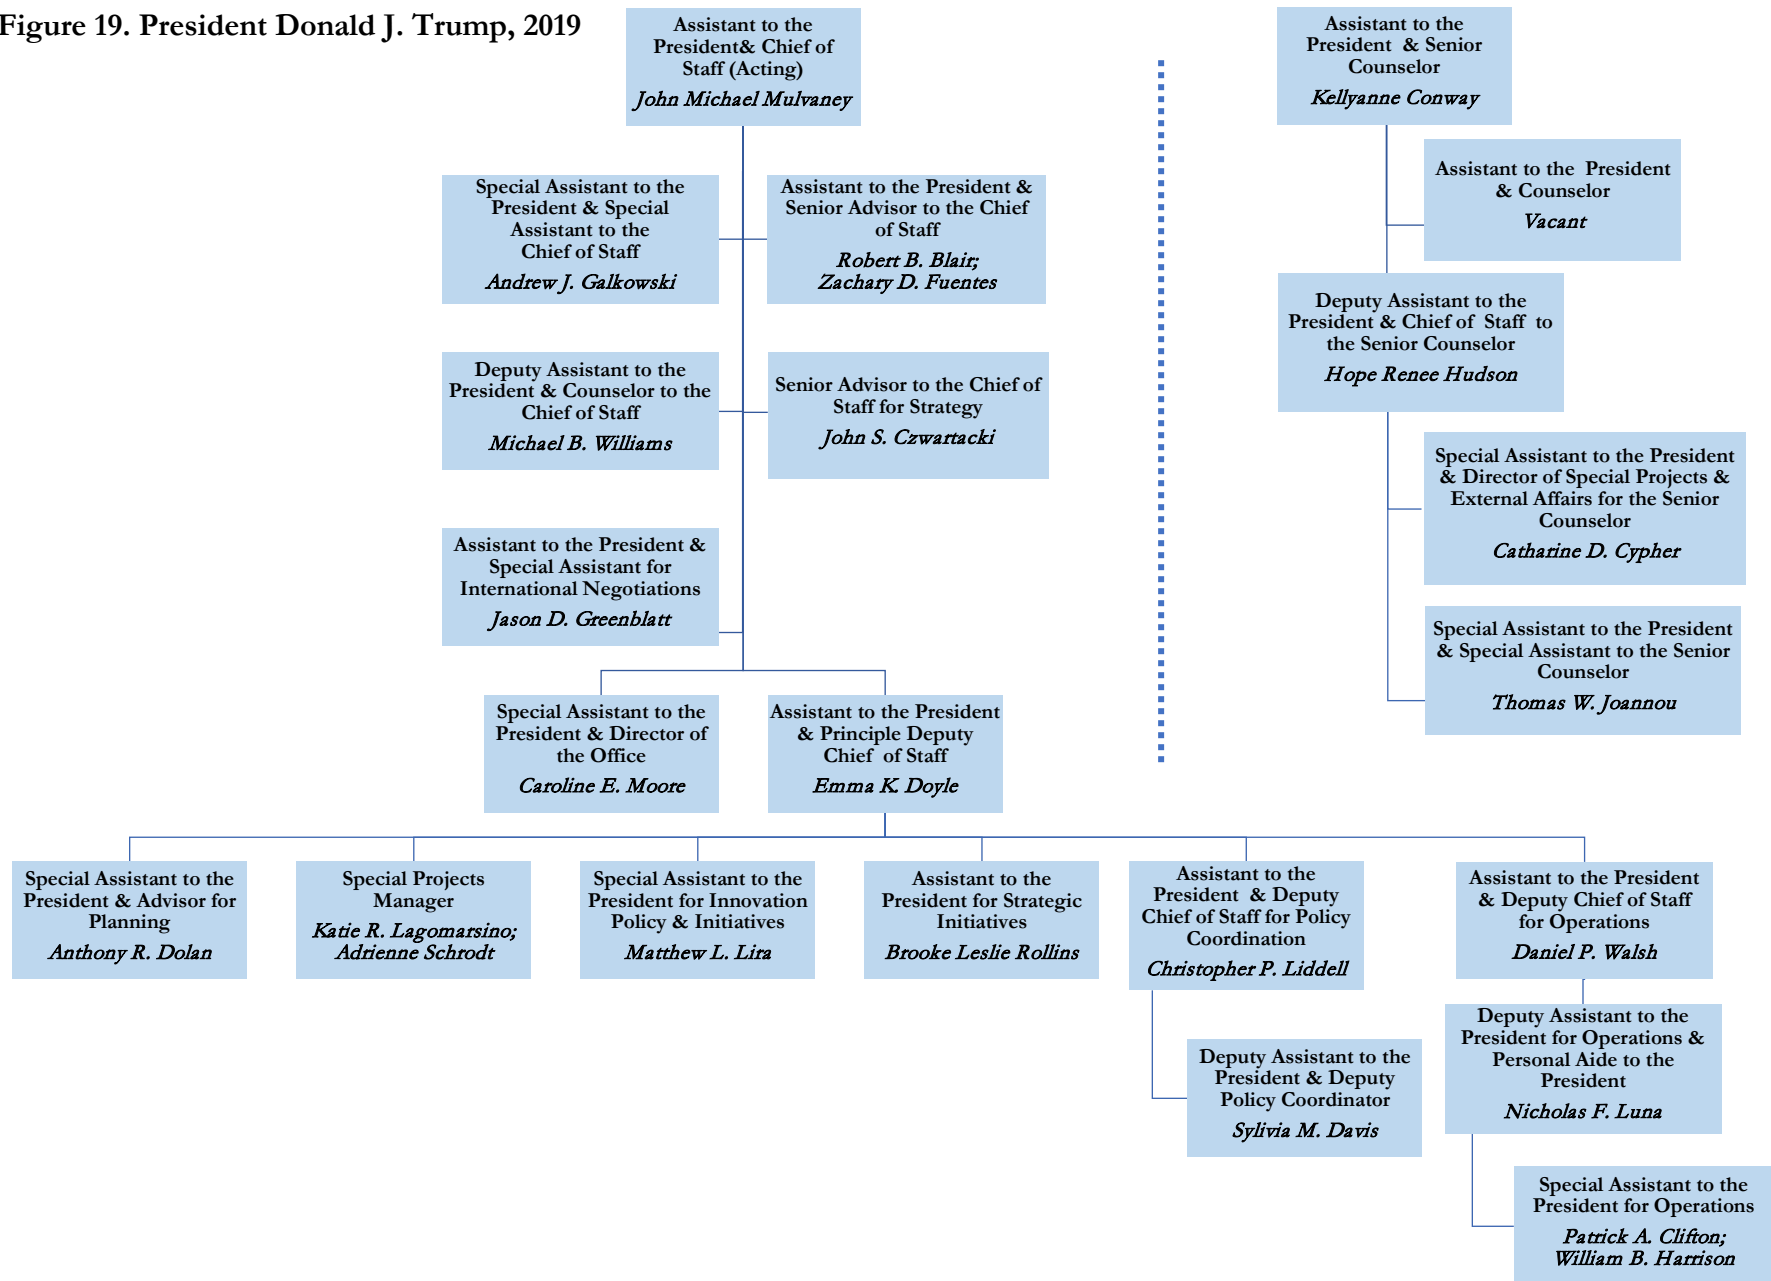 Figure 19. President Donald J. Trump, 2019
Assistant to the
President& Chief of
Staff (Acting)
John Michael Mulvaney
Special Assistant to the
President & Special
Assistant to the
Chief of Staff
Andrew J. Galkowski
Assistant to the President &
Senior Advisor to the Chief
of Staff
Robert B. Blair;
Zachary D. Fuentes
Deputy Assistant to the
President & Counselor to the
Chief of Staff
Michael B. Williams
Senior Advisor to the Chief of
Staff for Strategy
John S. Czwartacki
Assistant to the President &
Special Assistant for
International Negotiations
Jason D. Greenblatt
Special Assistant to the
President & Director of
the Office
Caroline E. Moore
Assistant to the President
& Principle Deputy
Chief of Staff
Emma K. Doyle
Special Assistant to the
President & Advisor for
Planning
Anthony R. Dolan
Special Projects
Manager
Katie R. Lagomarsino;
Adrienne Schrodt
Special Assistant to the
President for Innovation
Policy & Initiatives
Matthew L. Lira
Assistant to the
President for Strategic
Initiatives
Brooke Leslie Rollins
Assistant to the
President & Deputy
Chief of Staff for Policy
Coordination
Christopher P. Liddell
Deputy Assistant to the
President & Deputy
Policy Coordinator
Sylivia M. Davis
Assistant to the President
& Deputy Chief of Staff
for Operations
Daniel P. Walsh
Deputy Assistant to the
President for Operations &
Personal Aide to the
President
Nicholas F. Luna
Special Assistant to the
President for Operations
Patrick A. Clifton;
William B. Harrison
Assistant to the
President & Senior
Counselor
Kellyanne Conway
Assistant to the President
& Counselor
Vacant
Deputy Assistant to the
President & Chief of Staff to
the Senior Counselor
Hope Renee Hudson
Special Assistant to the President
& Director of Special Projects &
External Affairs for the Senior
Counselor
Catharine D. Cypher
Special Assistant to the President
& Special Assistant to the Senior
Counselor
Thomas W. Joannou